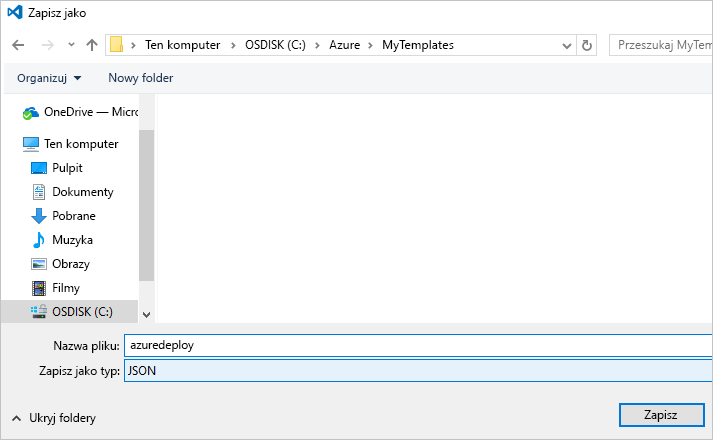 Zapisz jako
Ten komputer > OSDISK (C:) > Azure > MyTemplates
Przeszukaj MyTem
Organizuj
Nowy folder
OneDrive — Micro
Ten komputer
Pulpit
Dokumenty
Pobrane
Muzyka
Obrazy
Filmy
OSDISK (C:)
Nazwa pliku: azuredeploy
Zapisz jako typ: JSON
Ukryj foldery
Zapisz